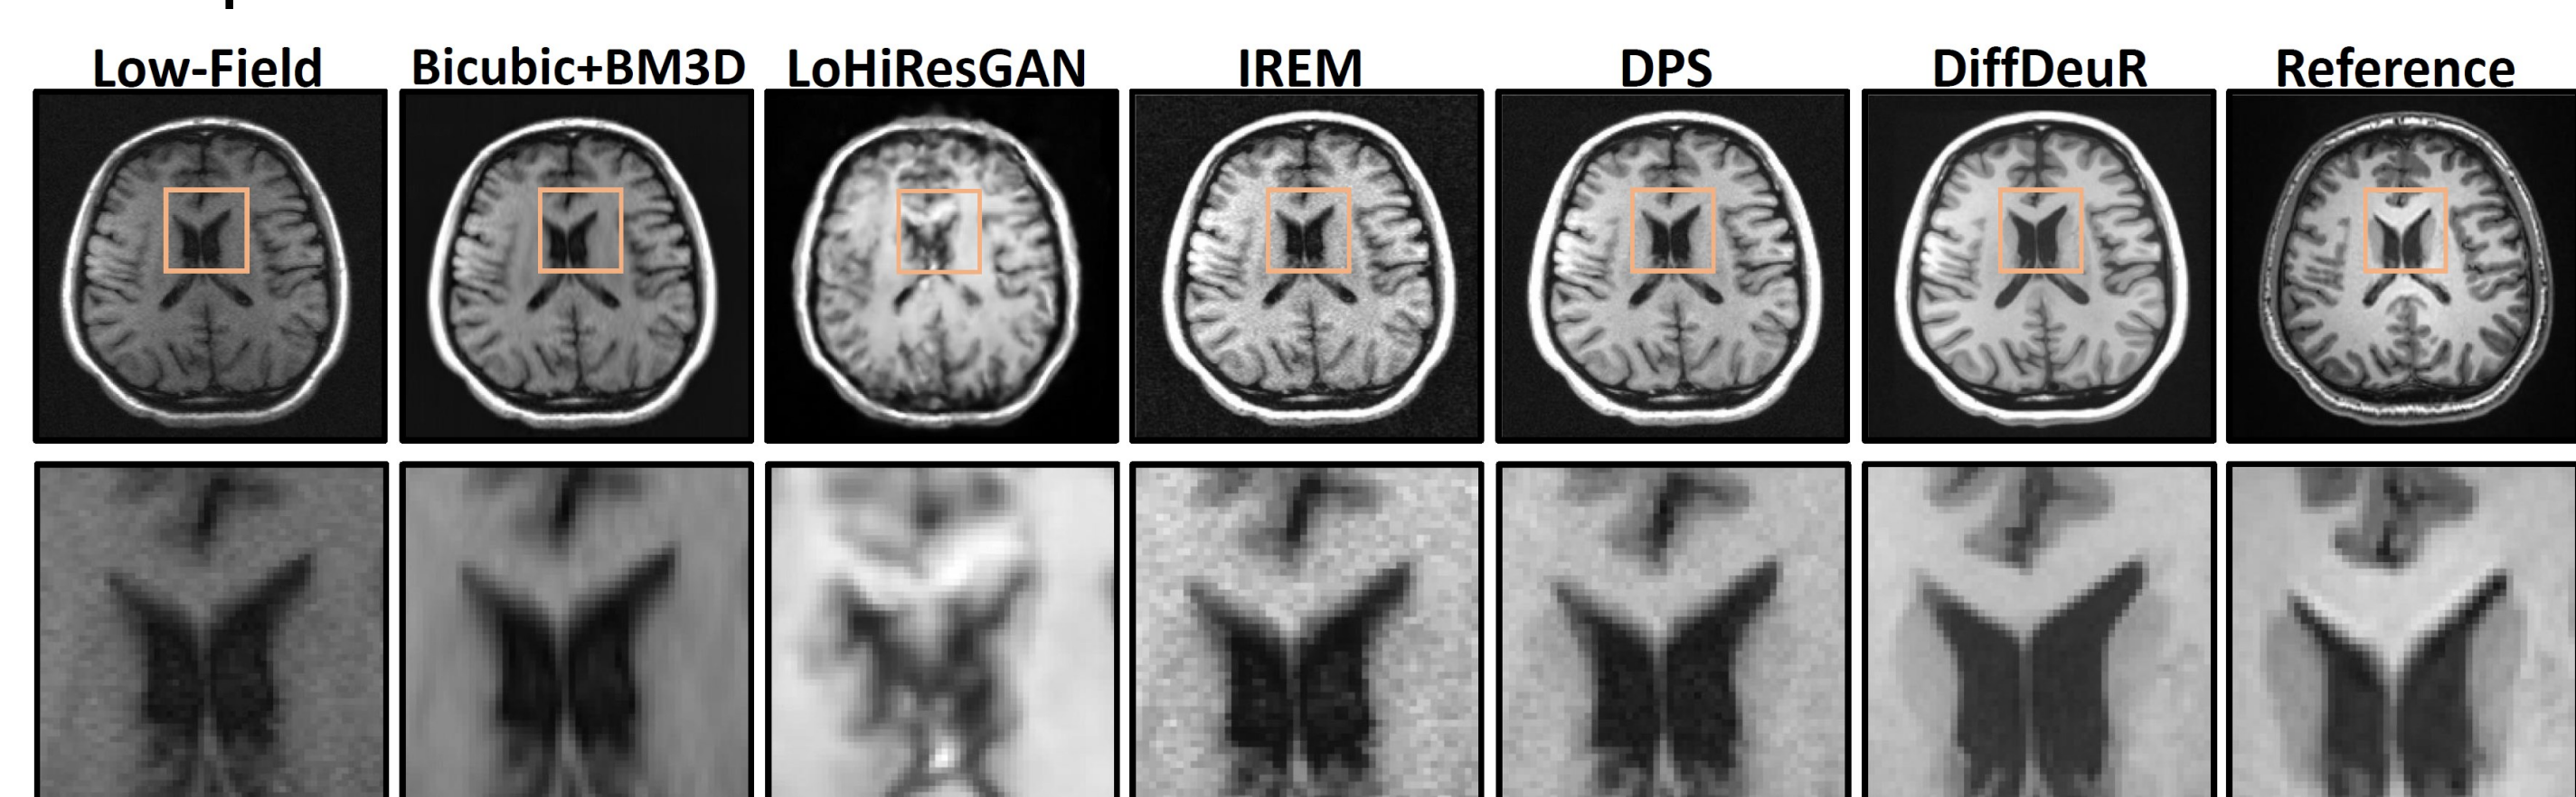 Low-Field
Bicubic+BM3D
LoHiResGAN
IREM
DPS
DiffDeuR
Reference